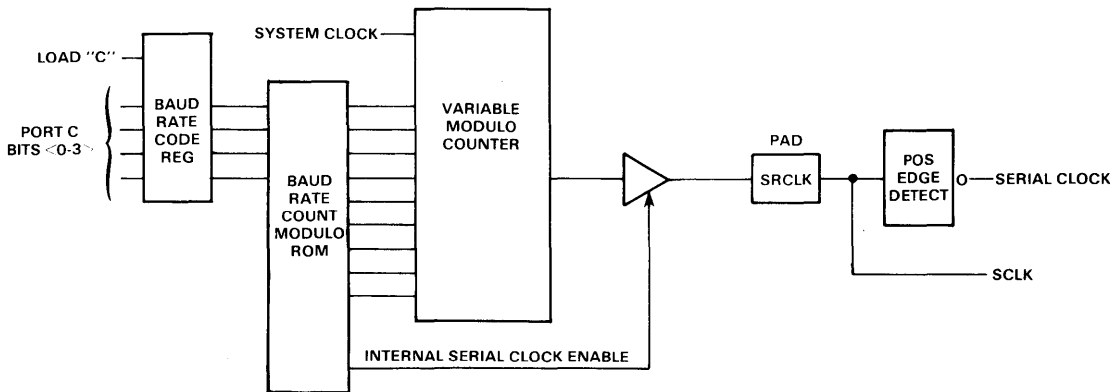 SYSTEM CLOCK
LOAD "C"
PORT C
BITS <0-3>
BAUD
RATE
CODE
REG
BAUD
RATE
COUNT
MODULO
ROM
VARIABLE
MODULO
COUNTER
INTERNAL SERIAL CLOCK ENABLE
PAD
SRCLK
POS
EDGE
DETECT
O
SERIAL CLOCK
SCLK